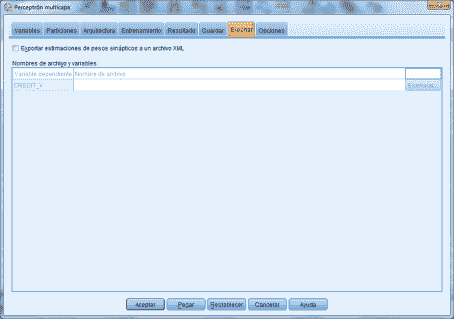 Perceptrón multicapa
Variables Particiones Arquitectura Entrenamiento Resultado Guardar Exportar Opciones
Exportar estimaciones de pesos sinápticos a un archivo XML
Nombres de archivo y variables:
Variable dependiente Nombre de archivo
Examinar...
Aceptar Pegar Restablecer Cancelar Ayuda